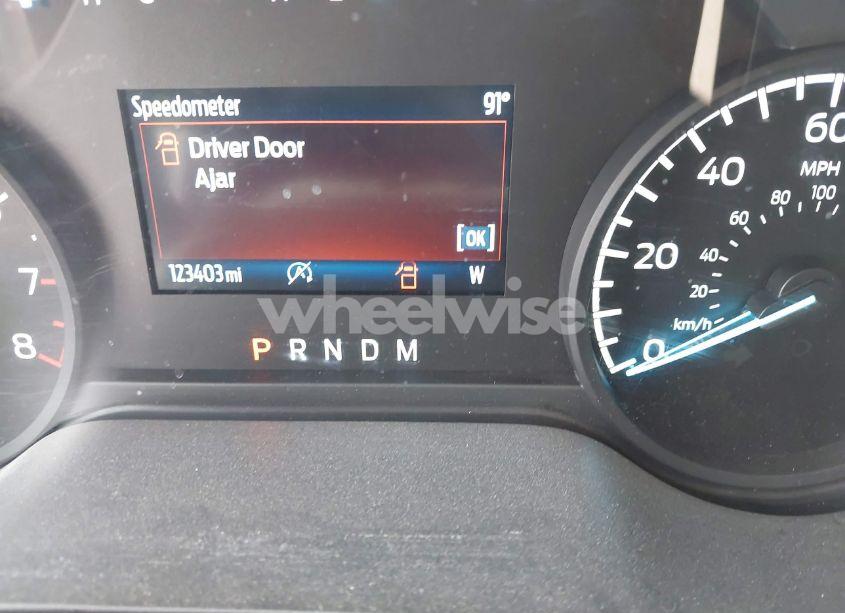 Speedometer 91°
Driver Door
Ajar
[OK]
123403 mi W
P R N D M
7
8
0
20
40
60
MPH
km/h
20
40
60
80
100
wheelwise